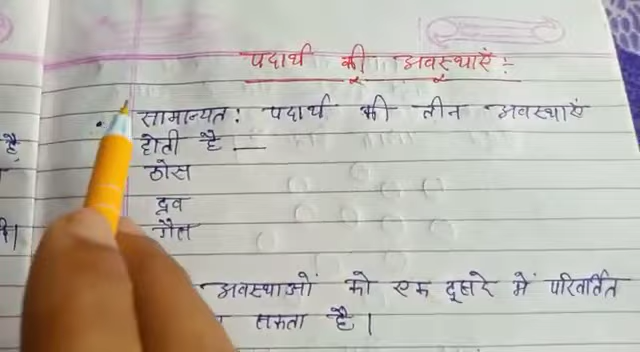 पदार्थ की अवस्थाएँ :-
सामान्यत: पदार्थ की तीन अवस्थाएँ
होती है —
है
ठोस
द्रव
गैस
अवस्थाओं को एक दूसरे में परिवर्तित
सकता है।